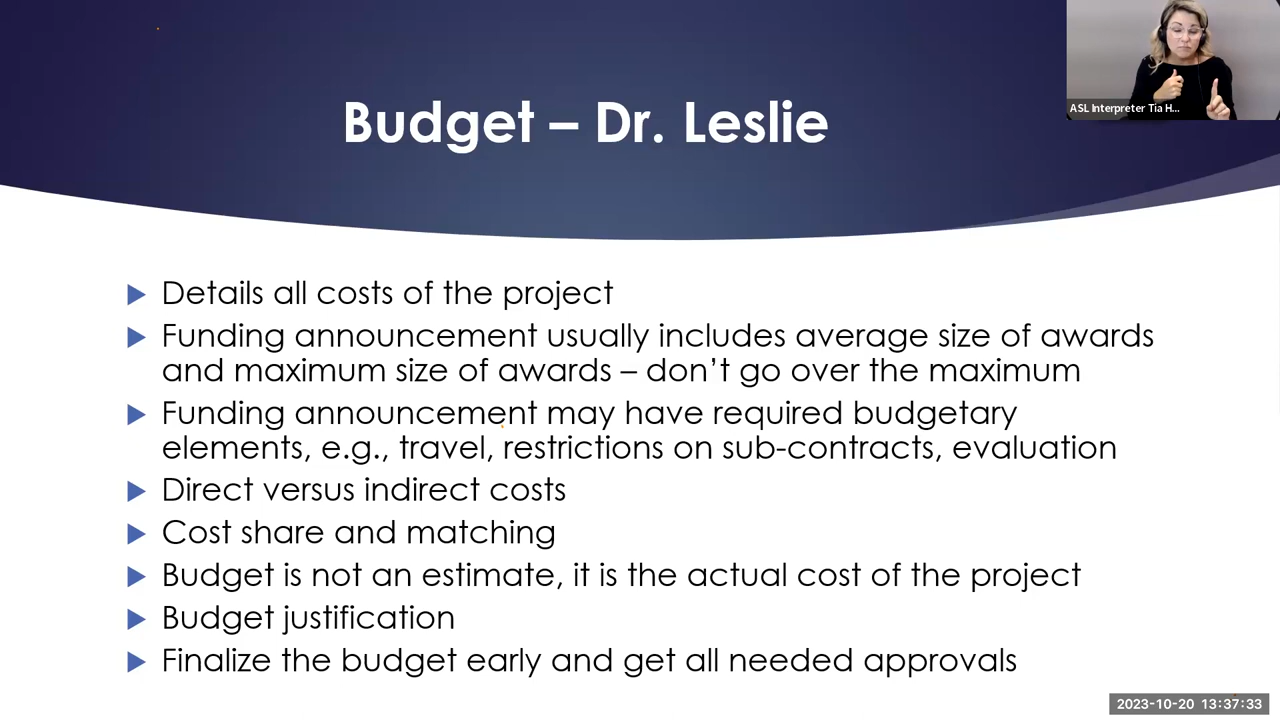 ASL Interpreter Tia H...
Budget – Dr. Leslie
Details all costs of the project
Funding announcement usually includes average size of awards
and maximum size of awards – don’t go over the maximum
Funding announcement may have required budgetary
elements, e.g., travel, restrictions on sub-contracts, evaluation
Direct versus indirect costs
Cost share and matching
Budget is not an estimate, it is the actual cost of the project
Budget justification
Finalize the budget early and get all needed approvals
2023-10-20 13:37:33